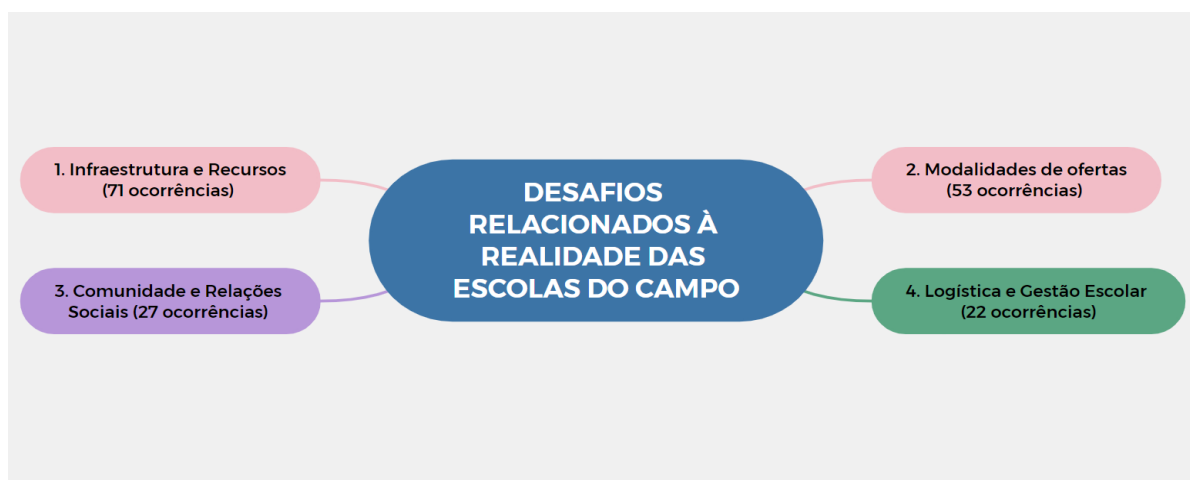 1. Infraestrutura e Recursos
(71 ocorrências)
2. Modalidades de ofertas
(53 ocorrências)
DESAFIOS
RELACIONADOS À
REALIDADE DAS
ESCOLAS DO CAMPO
3. Comunidade e Relações
Sociais (27 ocorrências)
4. Logística e Gestão Escolar
(22 ocorrências)